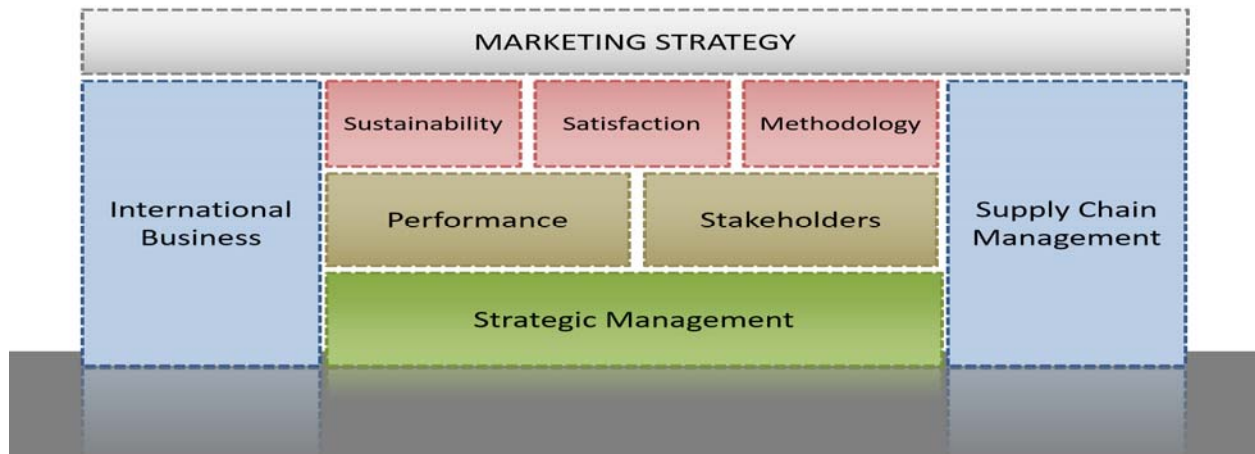 MARKETING STRATEGY
Sustainability
Satisfaction
Methodology
International
Business
Performance
Stakeholders
Supply Chain
Management
Strategic Management